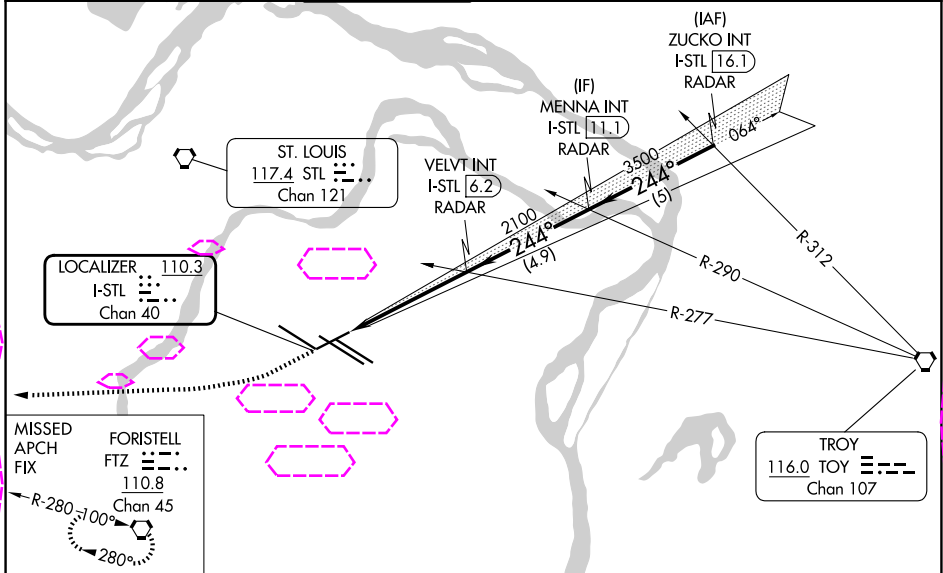 (IAF)
ZUCKO INT
I-STL 16.1
RADAR
(IF)
MENNA INT
I-STL 11.1
RADAR
VELVT INT
I-STL 6.2
RADAR
ST. LOUIS
117.4 STL
Chan 121
064°
3500
244°
(5)
2100
244°
(4.9)
R-312
R-290
R-277
LOCALIZER 110.3
I-STL
Chan 40
MISSED
APCH
FIX
FORISTELL
FTZ
110.8
Chan 45
R-280
100°
280°
TROY
116.0 TOY
Chan 107